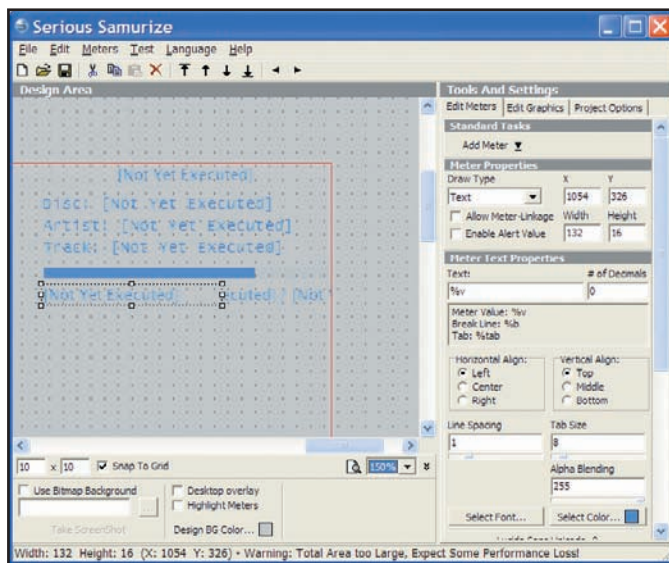 Serious Samurize
File Edit Meters Test Language Help
Design Area
[Not Yet Executed]
Disc: [Not Yet Executed]
Artist: [Not Yet Executed]
Track: [Not Yet Executed]
[Not Yet Executed] ecuted] / [Not
10 x 10 Snap To Grid 150%
Use Bitmap Background
Desktop overlay
Highlight Meters
Take ScreenShot
Design BG Color...
Tools And Settings
Edit Meters Edit Graphics Project Options
Standard Tasks
Add Meter
Meter Properties
Draw Type X Y
Text 1054 326
Allow Meter-Linkage Width Height
Enable Alert Value 132 16
Meter Text Properties
Text: # of Decimals
%v 0
Meter Value: %v
Break Line: %b
Tab: %tab
Horizontal Align: Vertical Align:
Left Top
Center Middle
Right Bottom
Line Spacing Tab Size
1 8
Alpha Blending
255
Select Font... Select Color...
Width: 132 Height: 16 (X: 1054 Y: 326) • Warning: Total Area too Large, Expect Some Performance Loss!